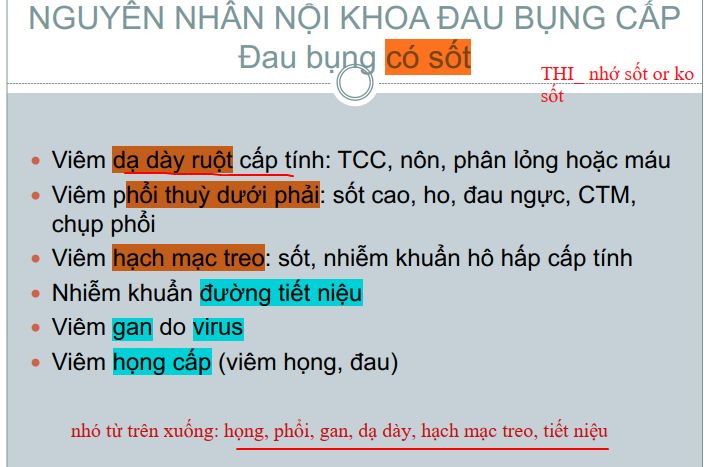 NGUYÊN NHÂN NỘI KHOA ĐAU BỤNG CẤP
Đau bụng có sốt
THI_ nhớ sốt or ko
sốt
• Viêm dạ dày ruột cấp tính: TCC, nôn, phân lỏng hoặc máu
• Viêm phổi thuỳ dưới phải: sốt cao, ho, đau ngực, CTM,
chụp phổi
• Viêm hạch mạc treo: sốt, nhiễm khuẩn hô hấp cấp tính
• Nhiễm khuẩn đường tiết niệu
• Viêm gan do virus
• Viêm họng cấp (viêm họng, đau)
nhó từ trên xuống: họng, phổi, gan, dạ dày, hạch mạc treo, tiết niệu